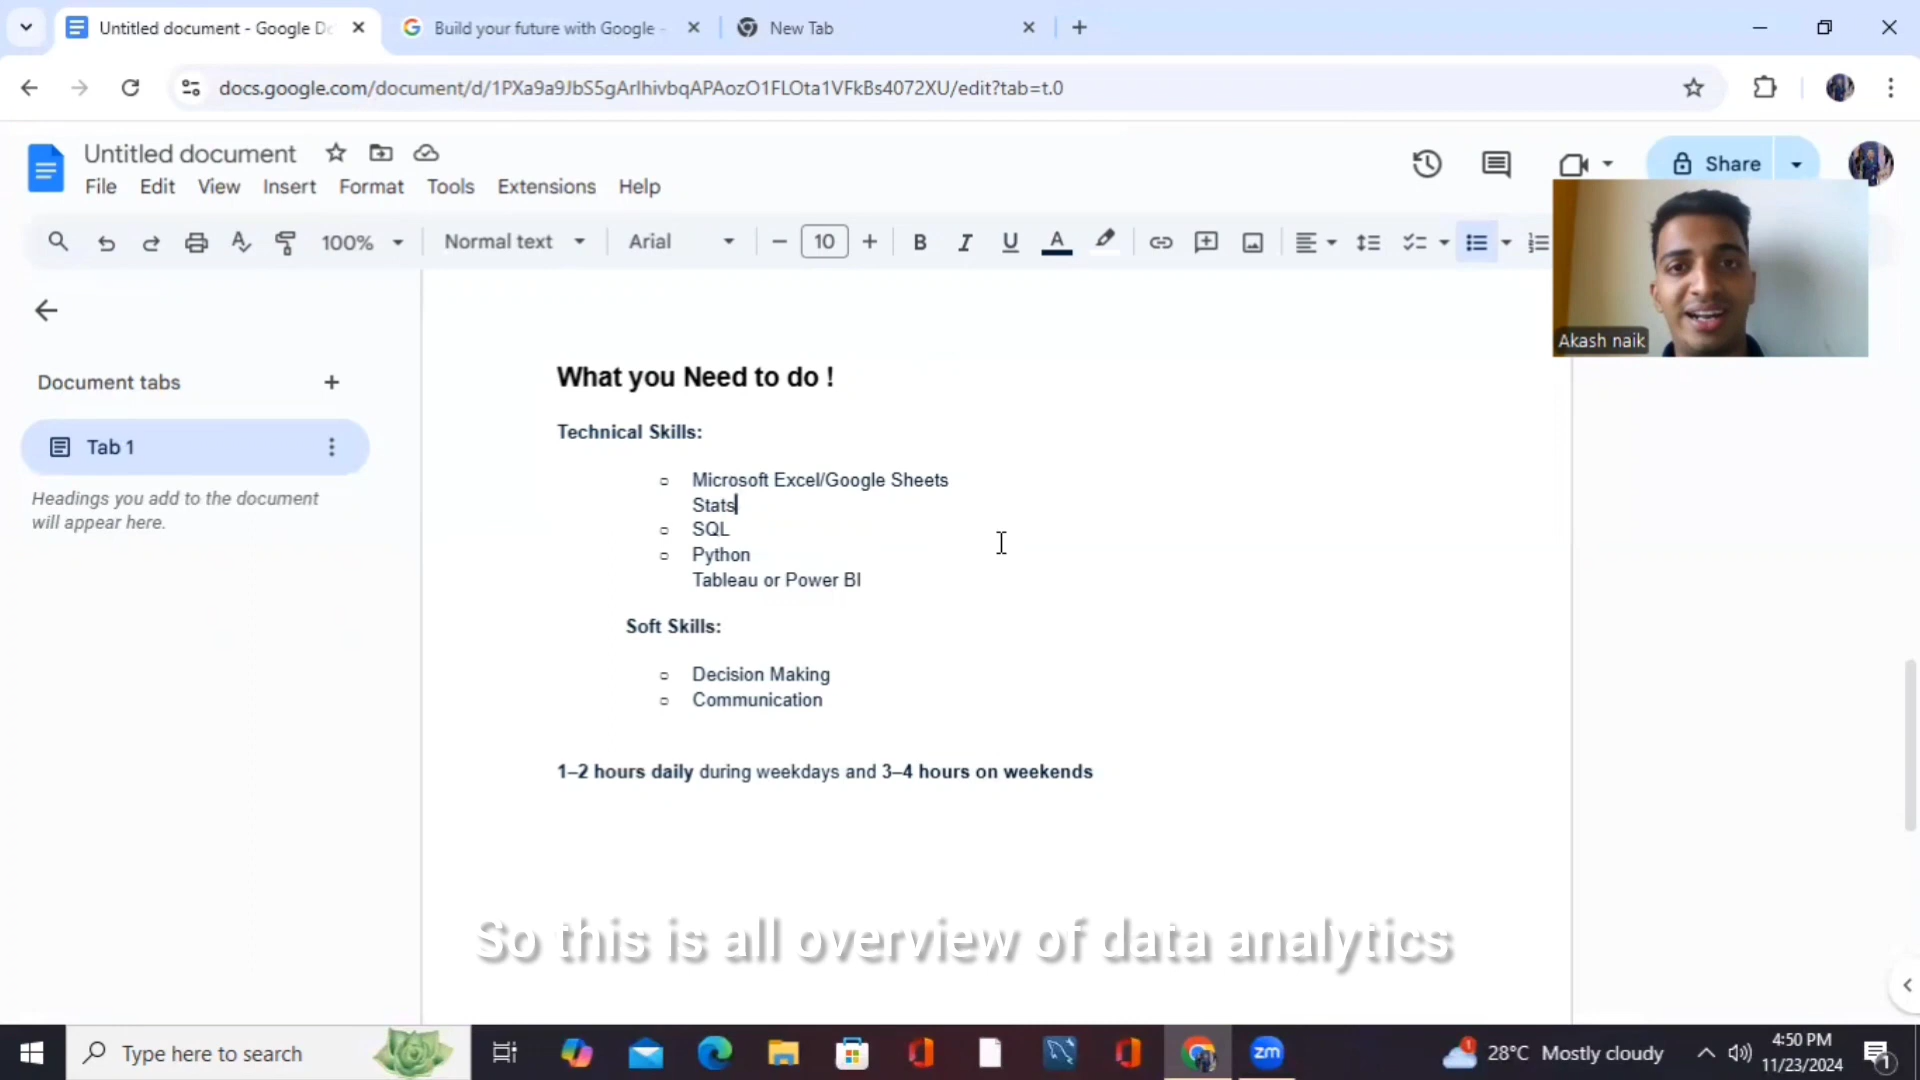 Untitled document - Google Do
Build your future with Google -
New Tab
docs.google.com/document/d/1PXa9a9JbS5gArlhivbqAPAozO1FLOta1VFkBs4072XU/edit?tab=t.0
Untitled document
Share
File Edit View Insert Format Tools Extensions Help
100% Normal text Arial 10
Akash naik
Document tabs
Tab 1
Headings you add to the document
will appear here.
What you Need to do !
Technical Skills:
Microsoft Excel/Google Sheets
Stats
SQL
Python
Tableau or Power BI
Soft Skills:
Decision Making
Communication
1–2 hours daily during weekdays and 3–4 hours on weekends
So this is all overview of data analytics
Type here to search
zm
28°C Mostly cloudy
4:50 PM
11/23/2024
1